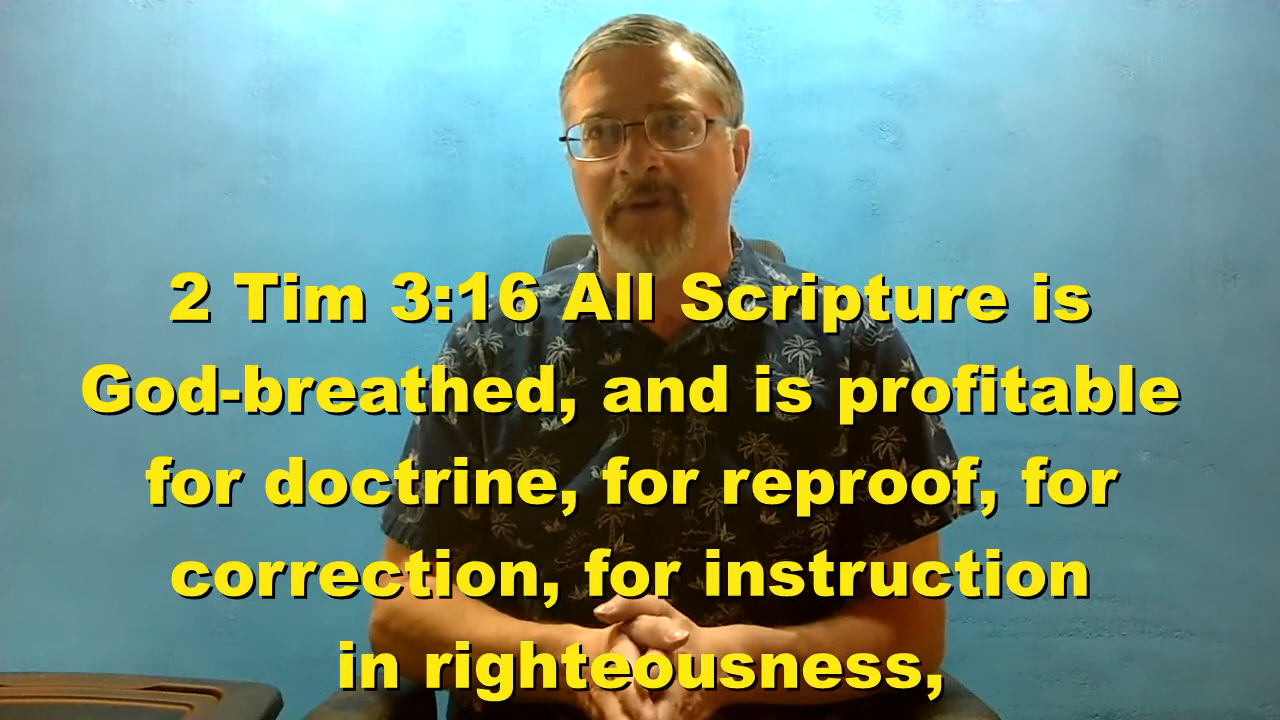 2 Tim 3:16 All Scripture is
God-breathed, and is profitable
for doctrine, for reproof, for
correction, for instruction
in righteousness,